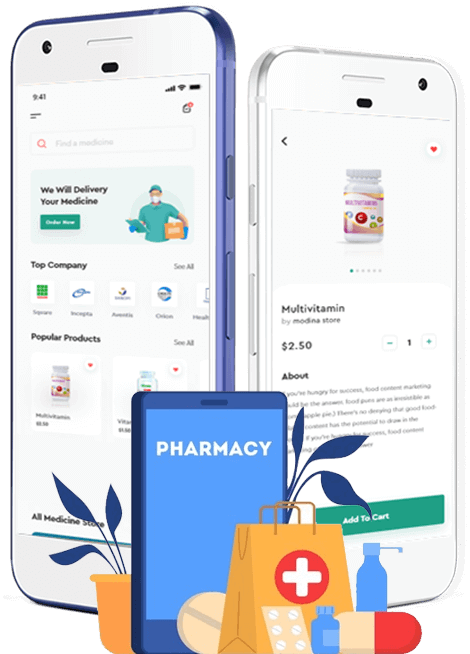 9:41
Find a medicine
We Will Delivery
Your Medicine
Order Now
Top Company
See All
Square
Incepta
Aventis
Onion
Healt
Popular Products
See All
Multivitamin
$2.50
Vita
All Medicine Store
MULTIVITAMINS
C
Multivitamin
by modina store
$2.50
1
About
you're hungry for success, food content marketing
ould be the answer, food puns are as irresistible as
apple pie.) There's no denying that good food
content has the potential to draw in the
if you're hungry for success, food content
Add To Cart
PHARMACY